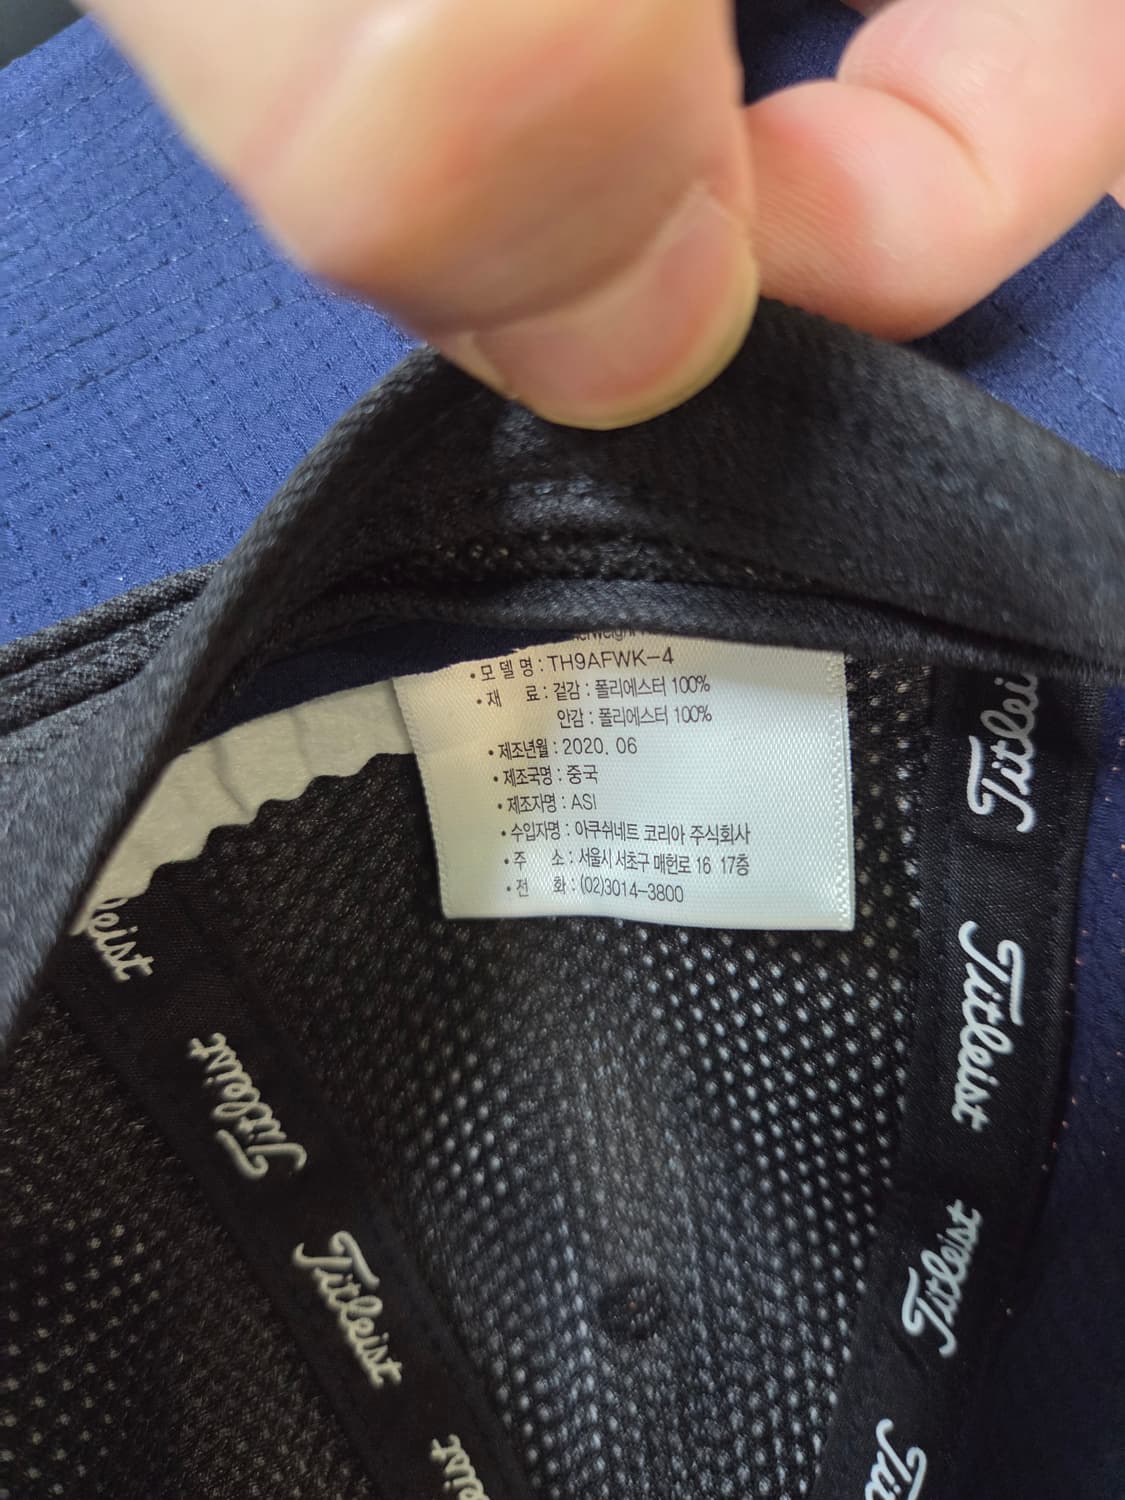 • 모 델 명 : TH9AFWK-4
• 재 료 : 겉감 : 폴리에스터 100%
안감 : 폴리에스터 100%
• 제조년월 : 2020. 06
• 제조국명 : 중국
• 제조자명 : ASI
• 수입자명 : 아쿠쉬네트 코리아 주식회사
• 주 소 : 서울시 서초구 매헌로 16 17층
• 전 화 : (02)3014-3800
Titleist
Titleist
Titleist
Titleist